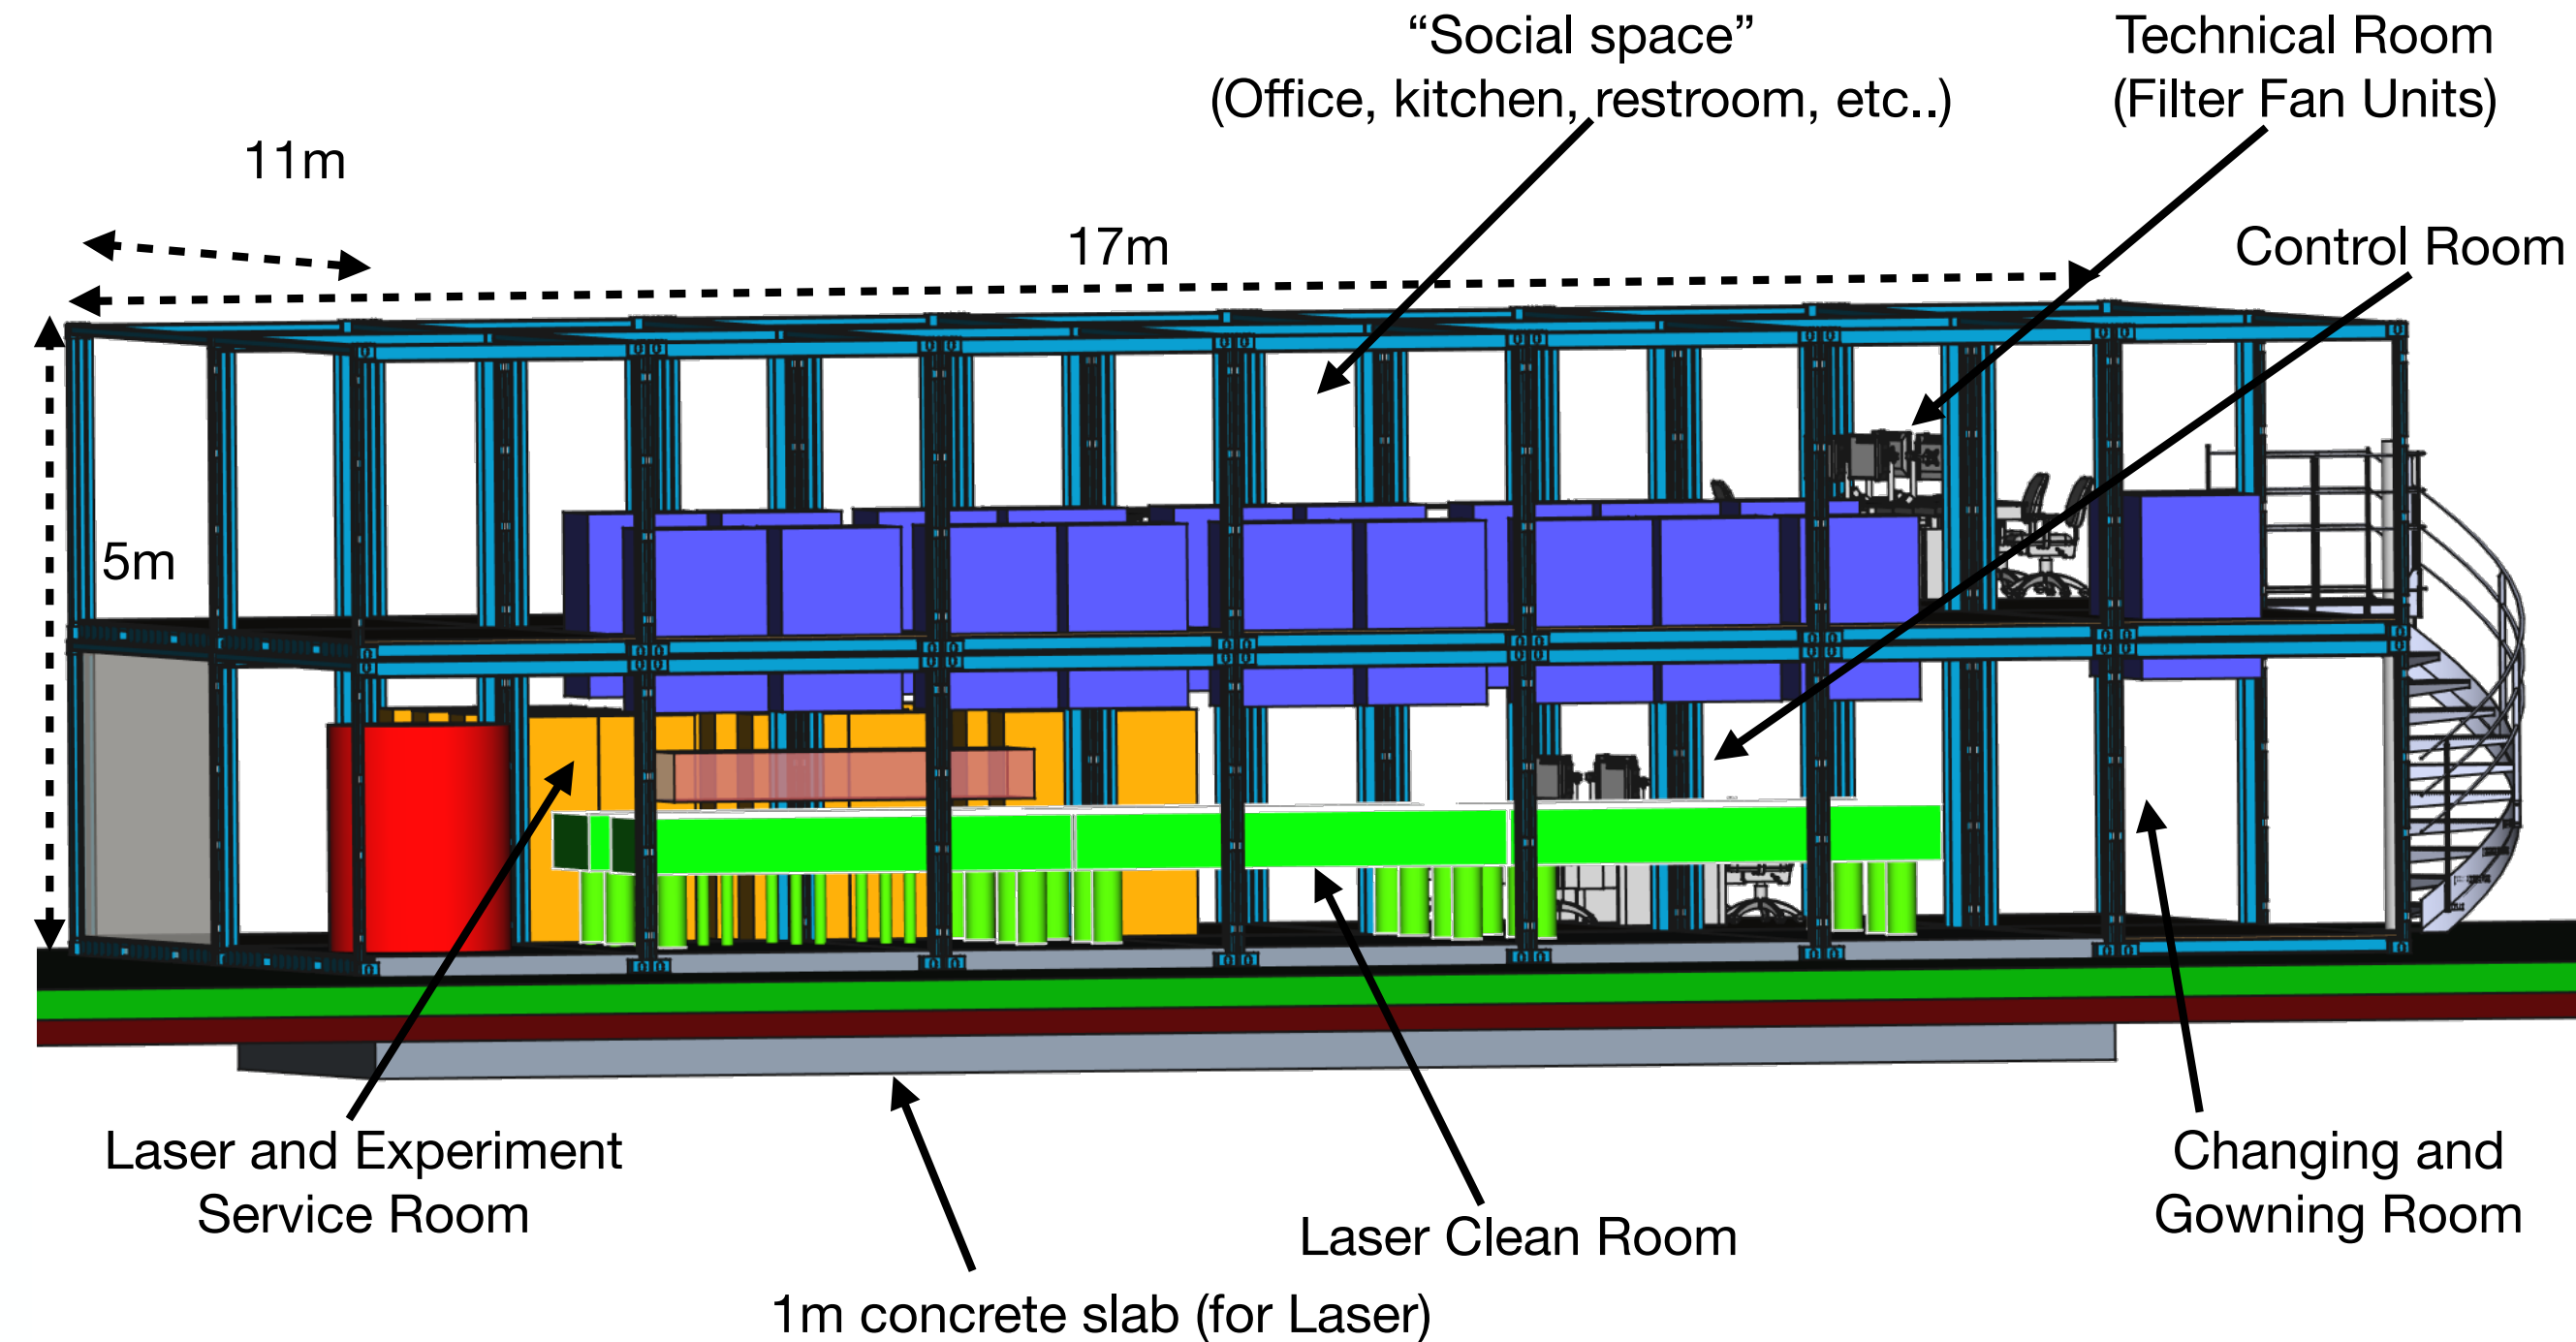 “Social space”
(Office, kitchen, restroom, etc..)
Technical Room
(Filter Fan Units)
11m
17m
Control Room
5m
Laser and Experiment
Service Room
Changing and
Gowning Room
Laser Clean Room
1m concrete slab (for Laser)